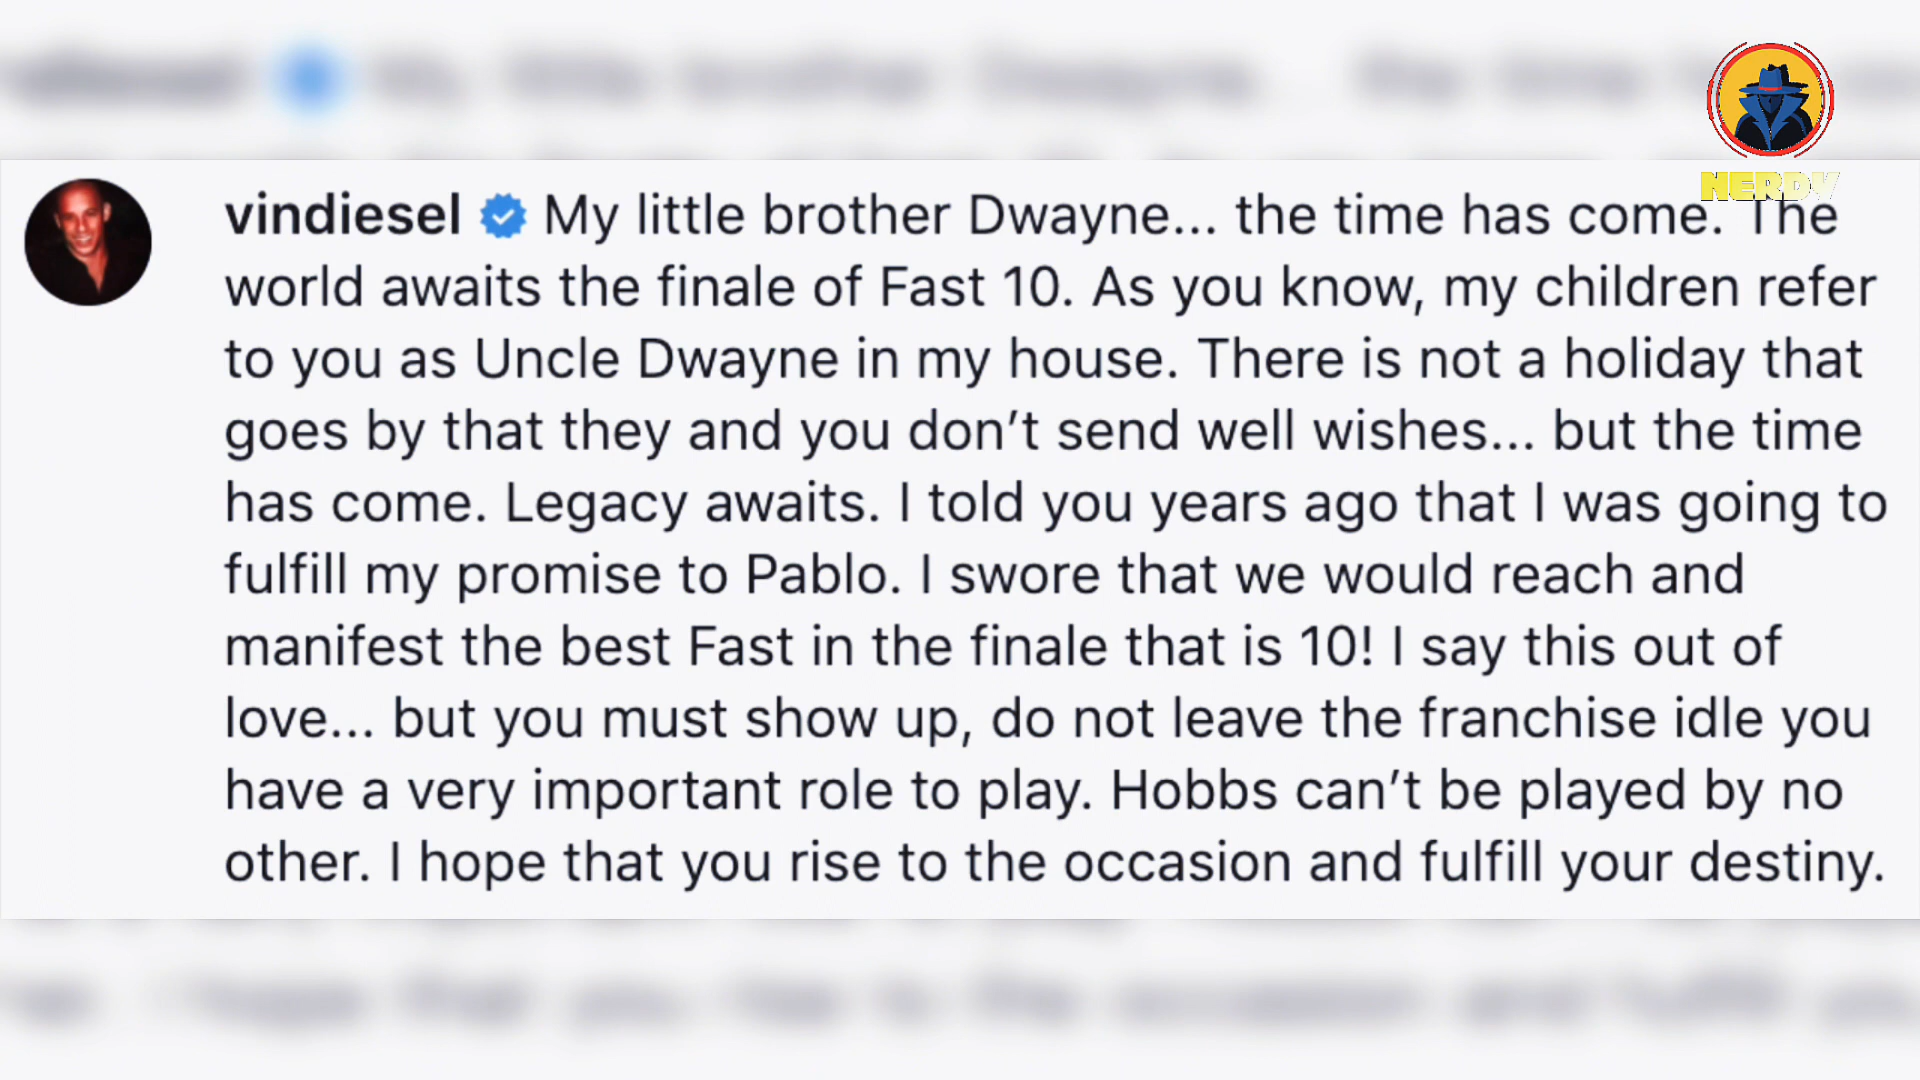 NERDY
vindiesel My little brother Dwayne... the time has come. The
world awaits the finale of Fast 10. As you know, my children refer
to you as Uncle Dwayne in my house. There is not a holiday that
goes by that they and you don’t send well wishes... but the time
has come. Legacy awaits. I told you years ago that I was going to
fulfill my promise to Pablo. I swore that we would reach and
manifest the best Fast in the finale that is 10! I say this out of
love... but you must show up, do not leave the franchise idle you
have a very important role to play. Hobbs can’t be played by no
other. I hope that you rise to the occasion and fulfill your destiny.